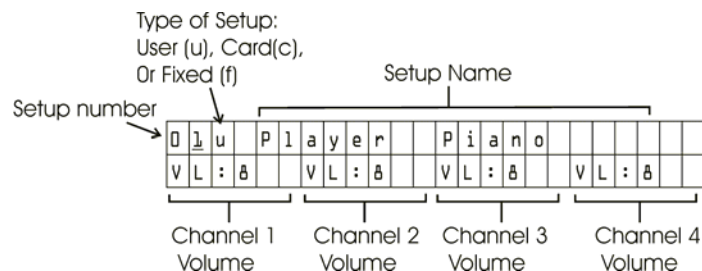 Type of Setup:
User (u), Card(c),
Or Fixed (f)
Setup Name
Setup number
01u Player Piano
VL:8 VL:8 VL:8 VL:8
Channel 1 Volume
Channel 2 Volume
Channel 3 Volume
Channel 4 Volume